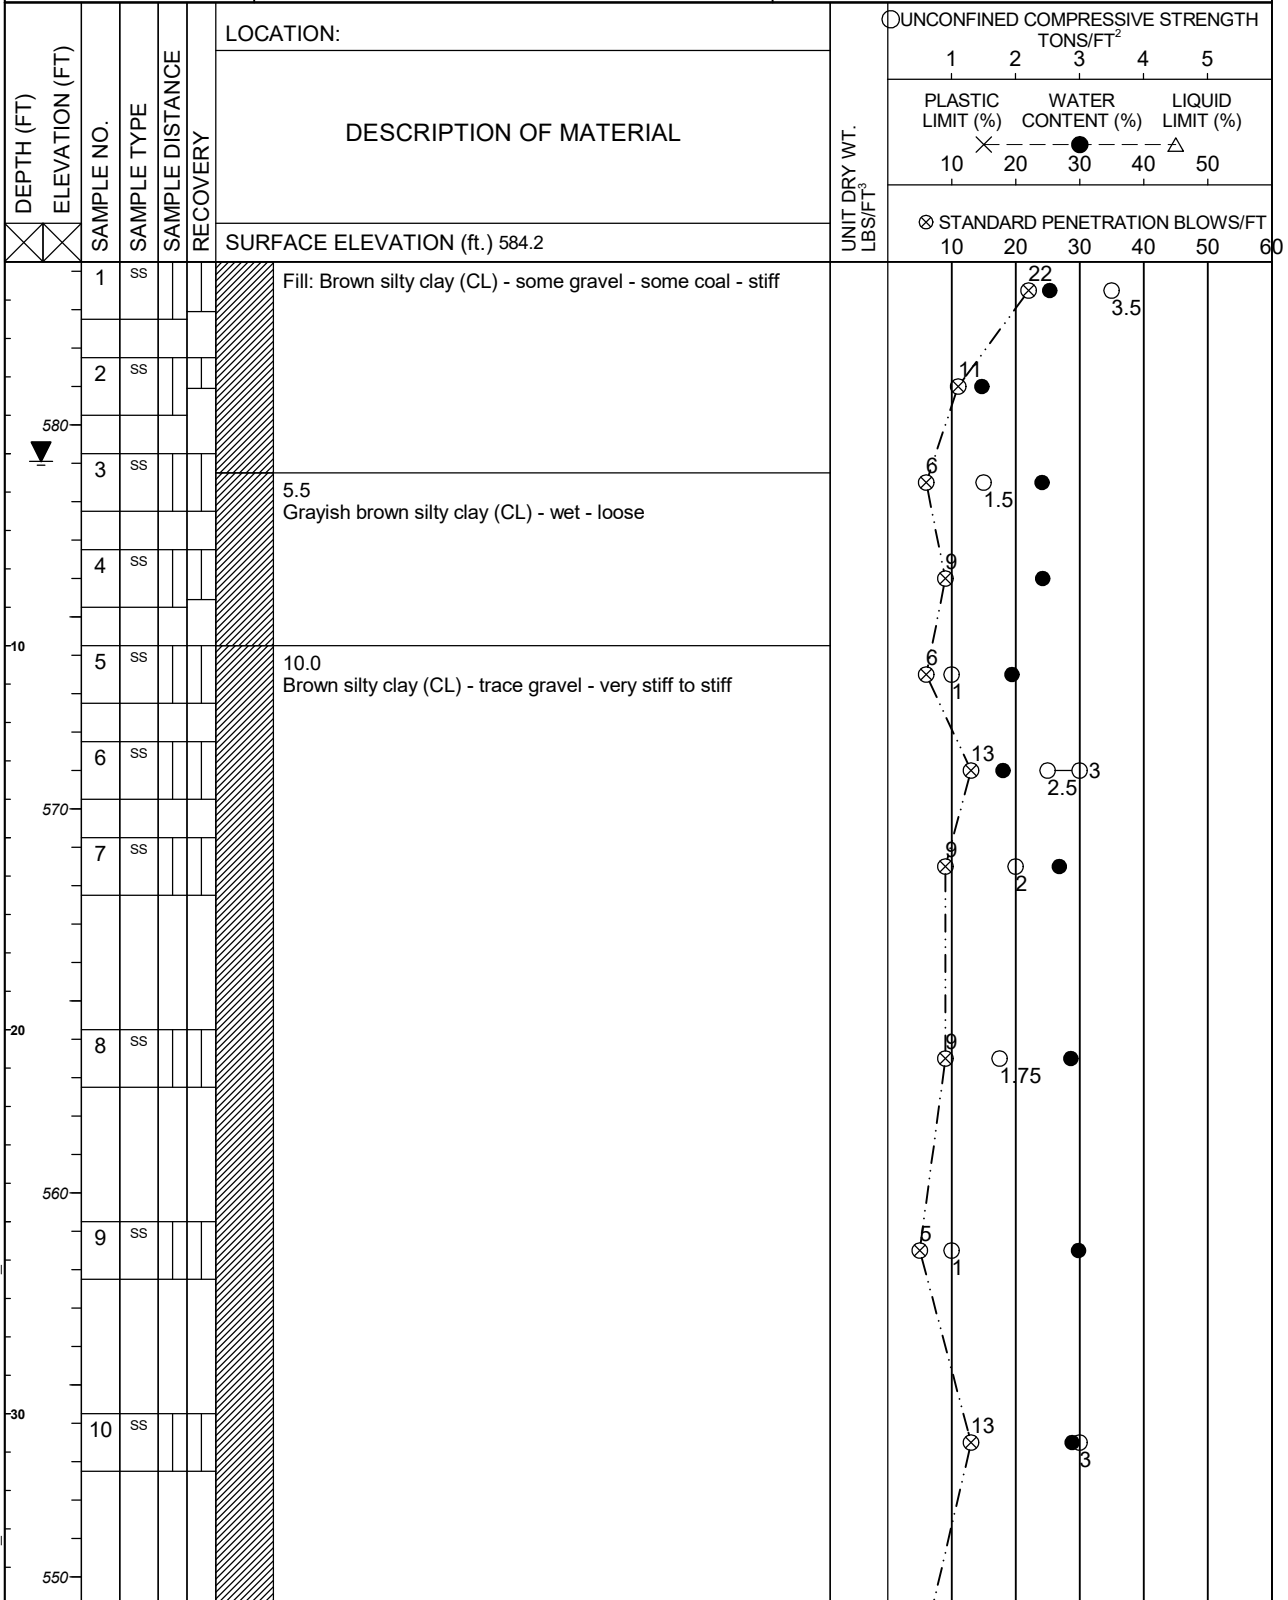 LOCATION:
DESCRIPTION OF MATERIAL
SURFACE ELEVATION (ft.) 584.2
DEPTH (FT)
ELEVATION (FT)
SAMPLE NO.
SAMPLE TYPE
SAMPLE DISTANCE
RECOVERY
UNIT DRY WT.
LBS/FT³
UNCONFINED COMPRESSIVE STRENGTH
TONS/FT²
1 2 3 4 5
PLASTIC WATER LIQUID
LIMIT (%) CONTENT (%) LIMIT (%)
10 20 30 40 50
STANDARD PENETRATION BLOWS/FT
10 20 30 40 50 60
1 SS
Fill: Brown silty clay (CL) - some gravel - some coal - stiff
22
3.5
2 SS
11
580
3 SS
6
1.5
5.5
Grayish brown silty clay (CL) - wet - loose
4 SS
9
10
5 SS
10.0
Brown silty clay (CL) - trace gravel - very stiff to stiff
6
1
6 SS
13
3
2.5
570
7 SS
9
2
20
8 SS
9
1.75
560
9 SS
5
1
30
10 SS
13
3
550